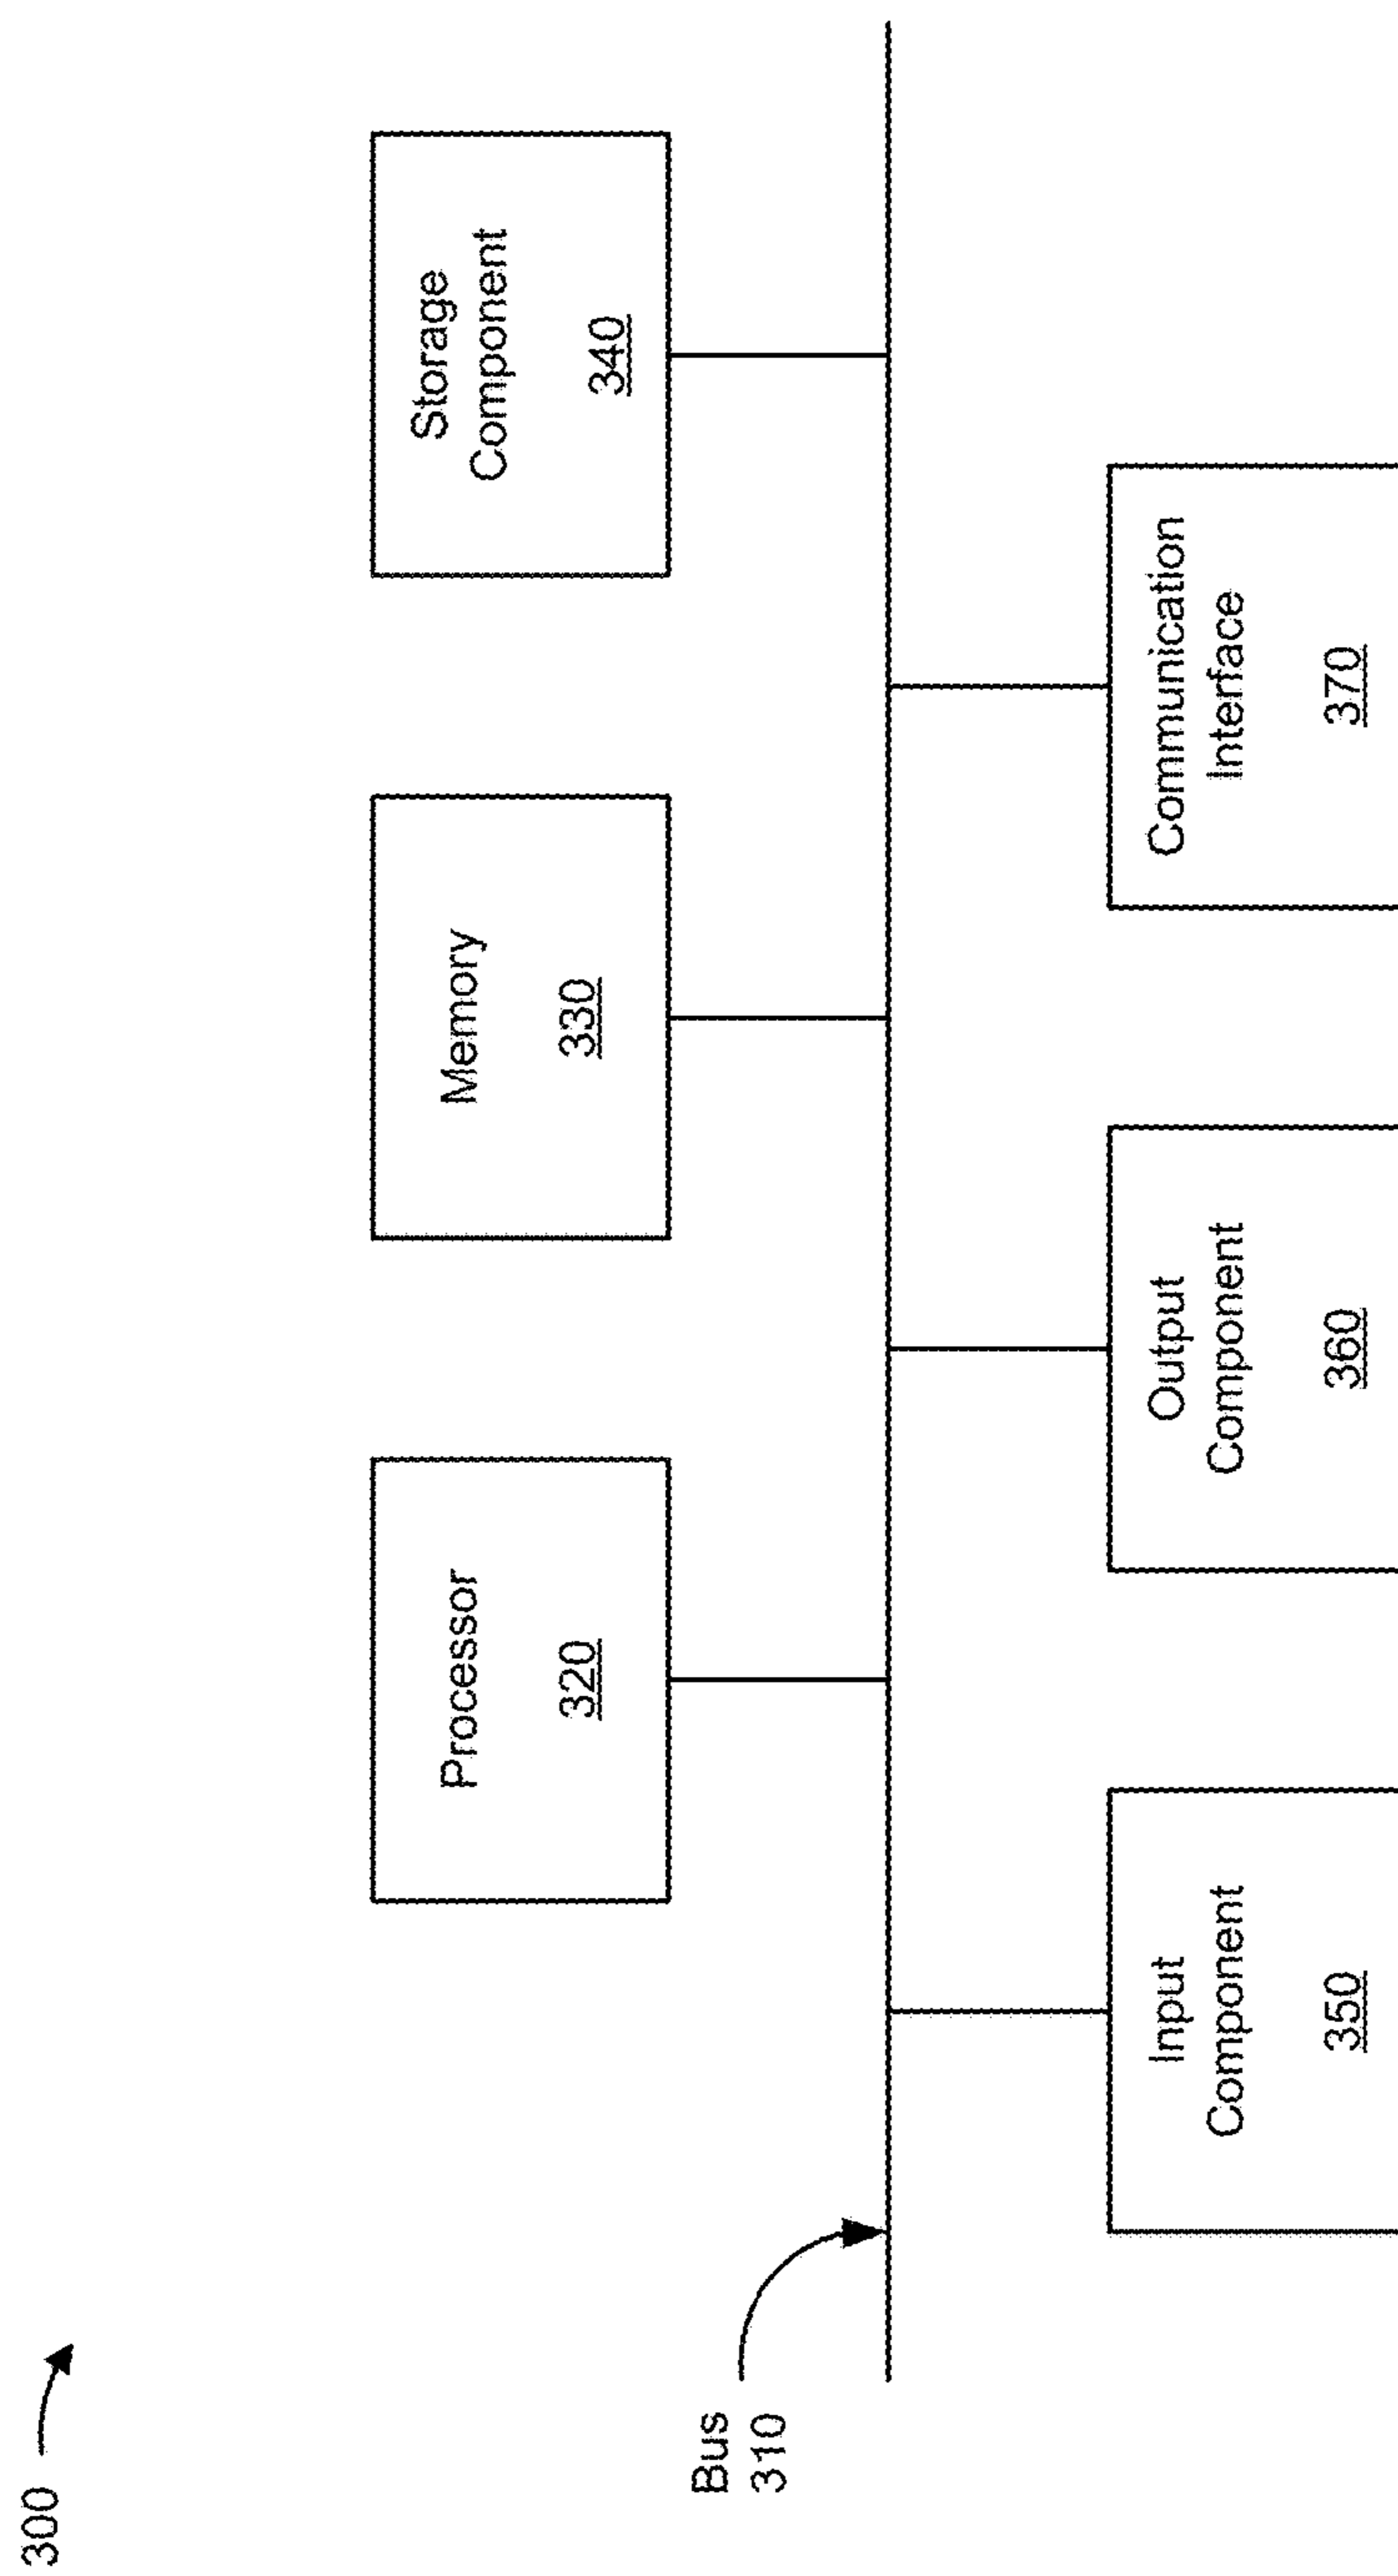 300
Bus
310
Processor
320
Memory
330
Storage
Component
340
Input
Component
350
Output
Component
360
Communication
Interface
370